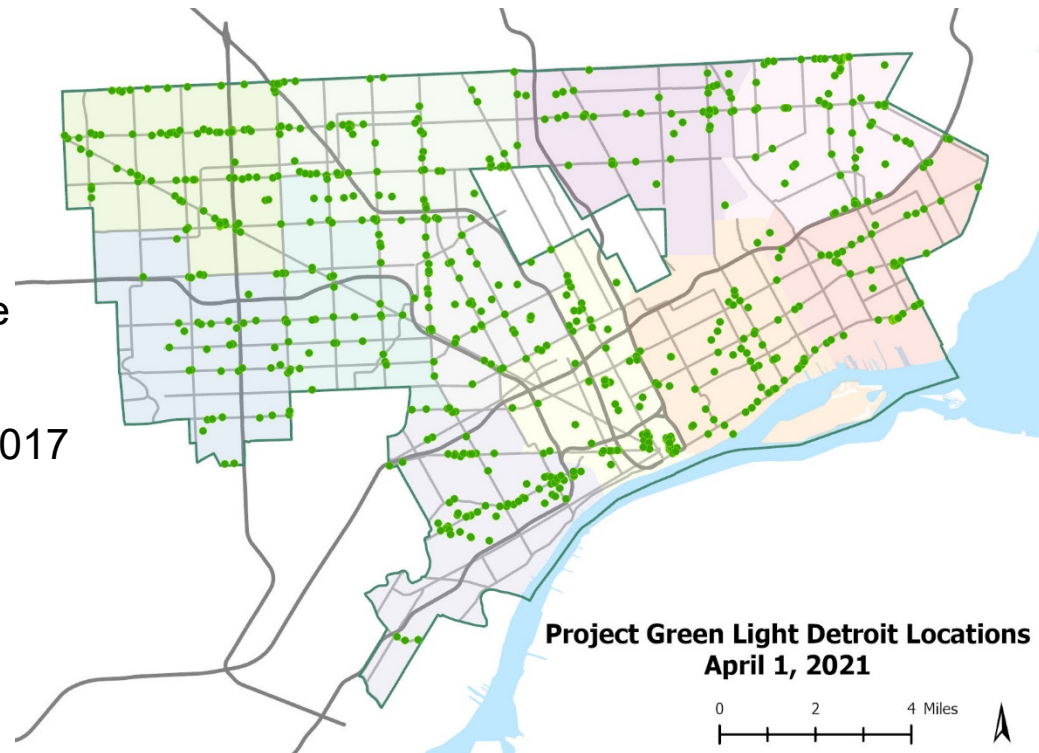 e
017
Project Green Light Detroit Locations
April 1, 2021
0 2 4 Miles